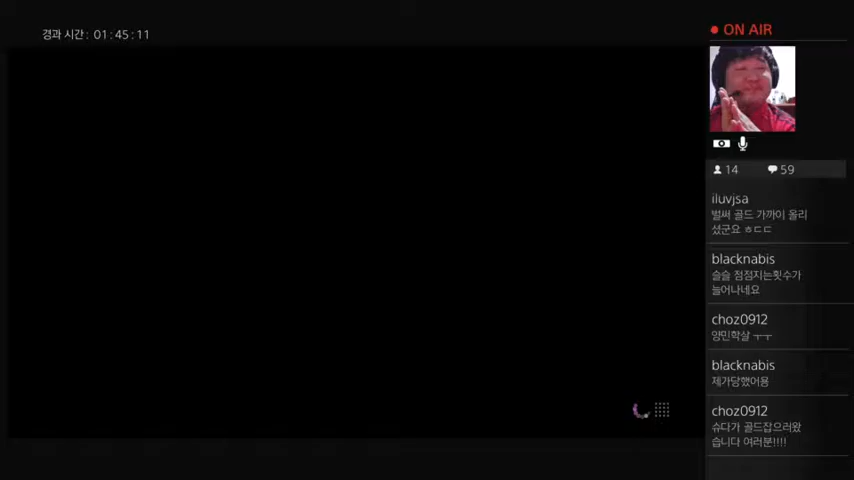 경과 시간 : 01 : 45 : 11
ON AIR
14
59
iluvjsa
벌써 골드 가까이 올리
셨군요 ㅎㄷㄷ
blacknabis
슬슬 점점지는횟수가
늘어나네요
choz0912
양민학살 ㅜㅜ
blacknabis
제가당했어용
choz0912
슈다가 골드잡으러왔
습니다 여러분!!!!